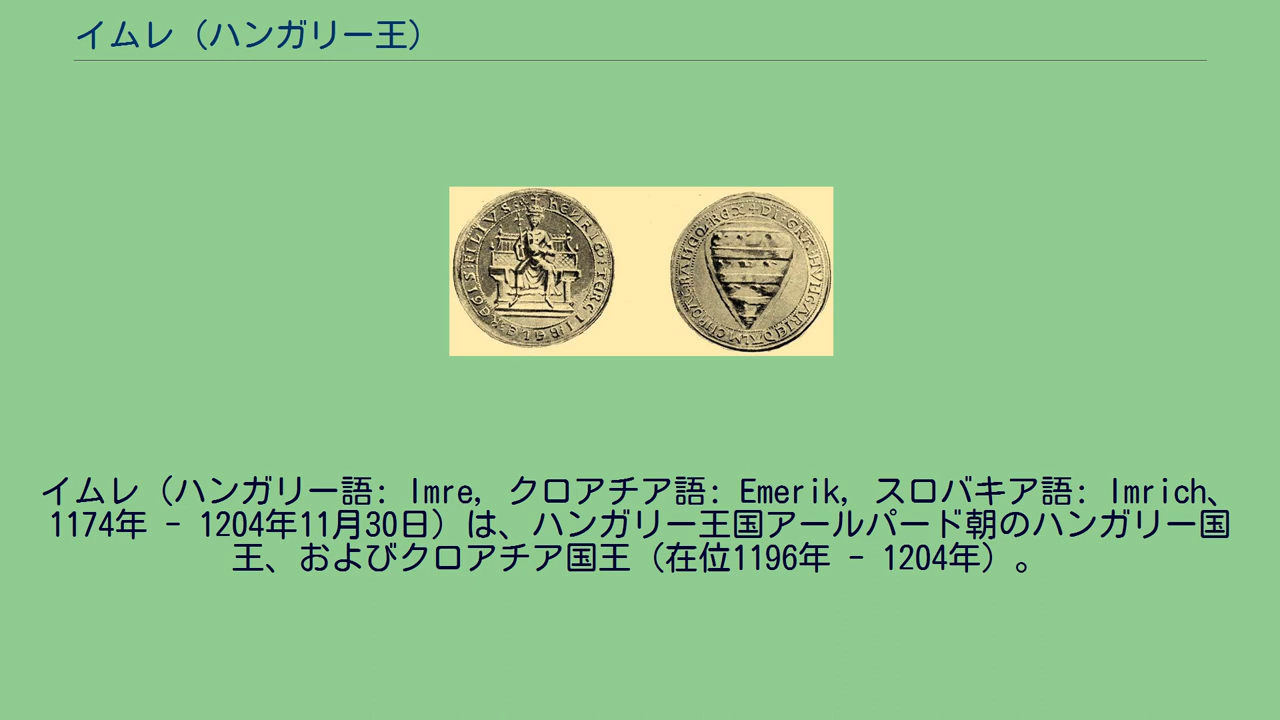 イムレ（ハンガリー王）
イムレ（ハンガリー語: Imre, クロアチア語: Emerik, スロバキア語: Imrich、
1174年 - 1204年11月30日）は、ハンガリー王国アールパード朝のハンガリー国
王、およびクロアチア国王（在位1196年 - 1204年）。